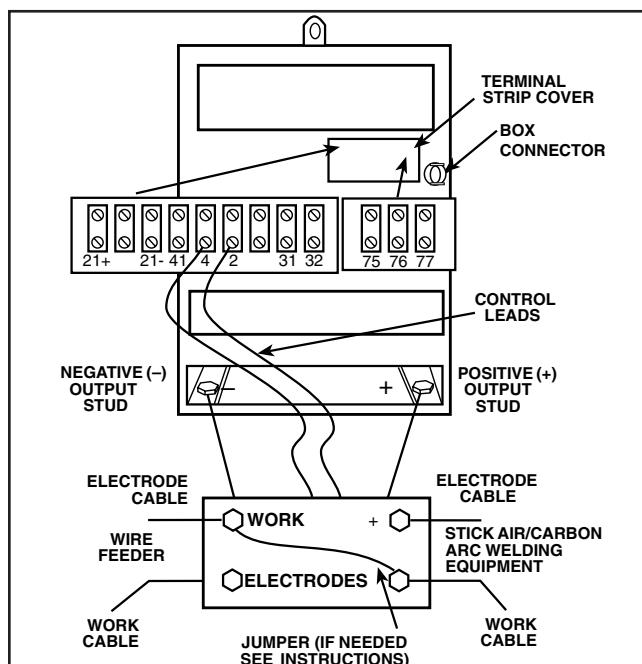 TERMINAL
STRIP COVER
BOX
CONNECTOR
21+ 21- 41 4 2 31 32
75 76 77
CONTROL
LEADS
NEGATIVE (–)
OUTPUT
STUD
– +
POSITIVE (+)
OUTPUT
STUD
ELECTRODE
CABLE
ELECTRODE
CABLE
WORK +
WIRE
FEEDER
STICK AIR/CARBON
ARC WELDING
EQUIPMENT
ELECTRODES
WORK
CABLE
WORK
CABLE
JUMPER (IF NEEDED
SEE INSTRUCTIONS)